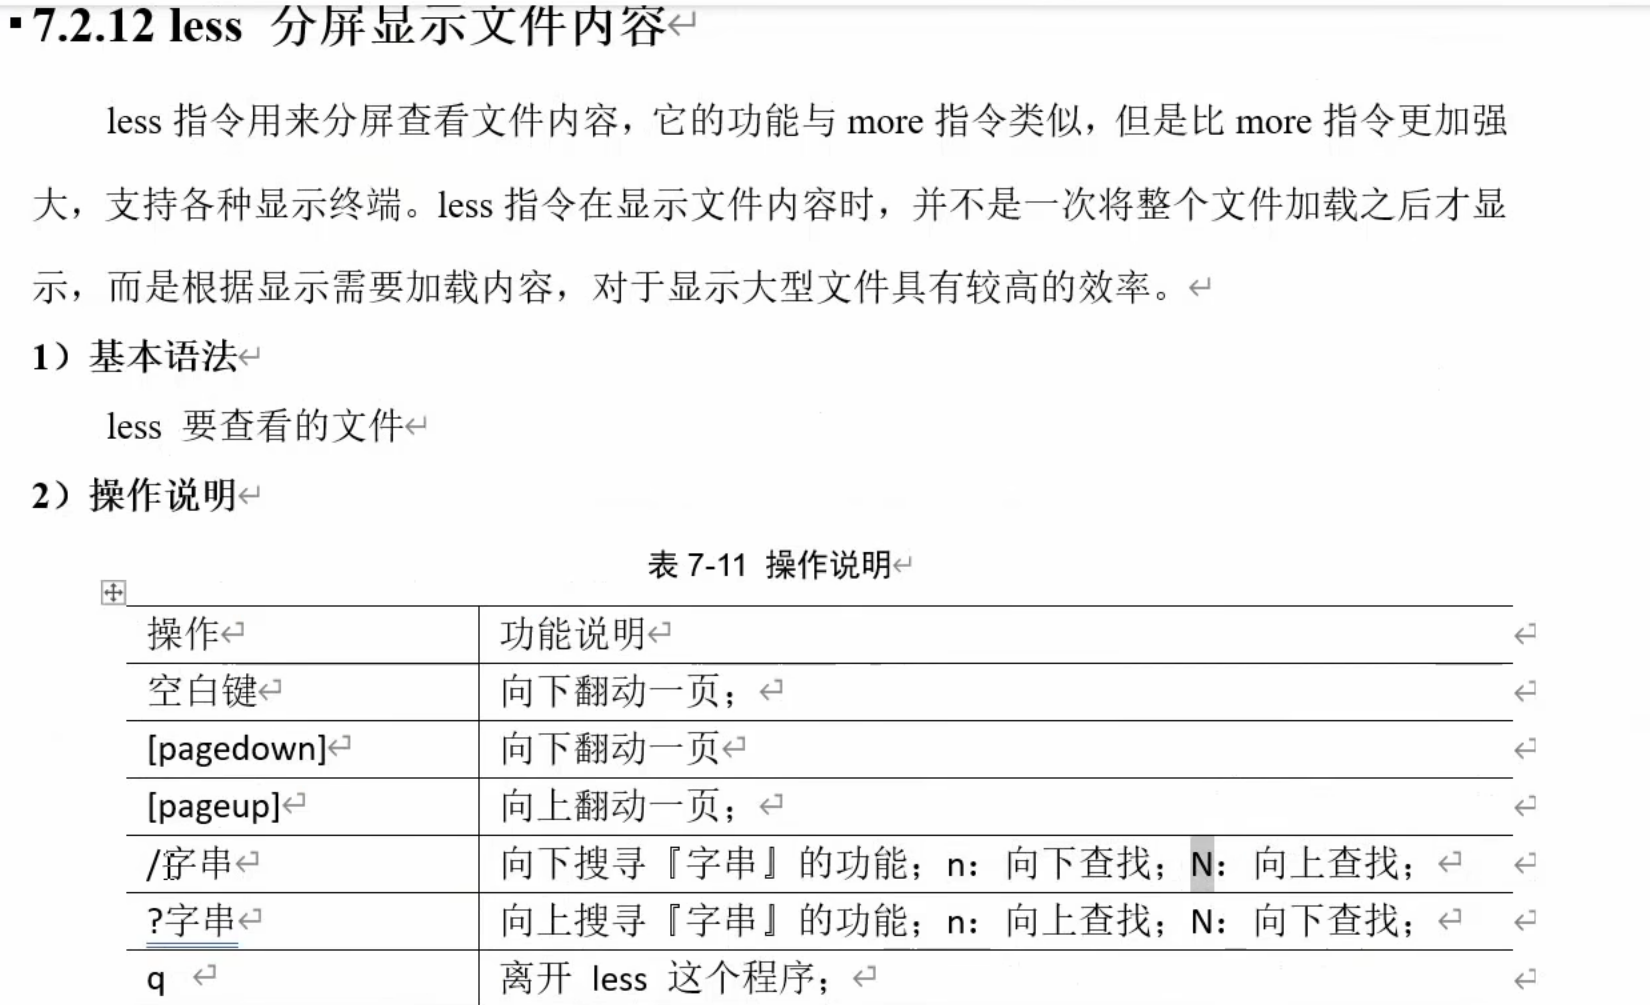 7.2.12 less 分屏显示文件内容
less 指令用来分屏查看文件内容，它的功能与 more 指令类似，但是比 more 指令更加强
大，支持各种显示终端。less 指令在显示文件内容时，并不是一次将整个文件加载之后才显
示，而是根据显示需要加载内容，对于显示大型文件具有较高的效率。
1）基本语法
less 要查看的文件
2）操作说明
表 7-11 操作说明
操作 功能说明
空白键 向下翻动一页；
[pagedown] 向下翻动一页
[pageup] 向上翻动一页；
/字串 向下搜寻『字串』的功能；n：向下查找；N：向上查找；
?字串 向上搜寻『字串』的功能；n：向上查找；N：向下查找；
q 离开 less 这个程序；